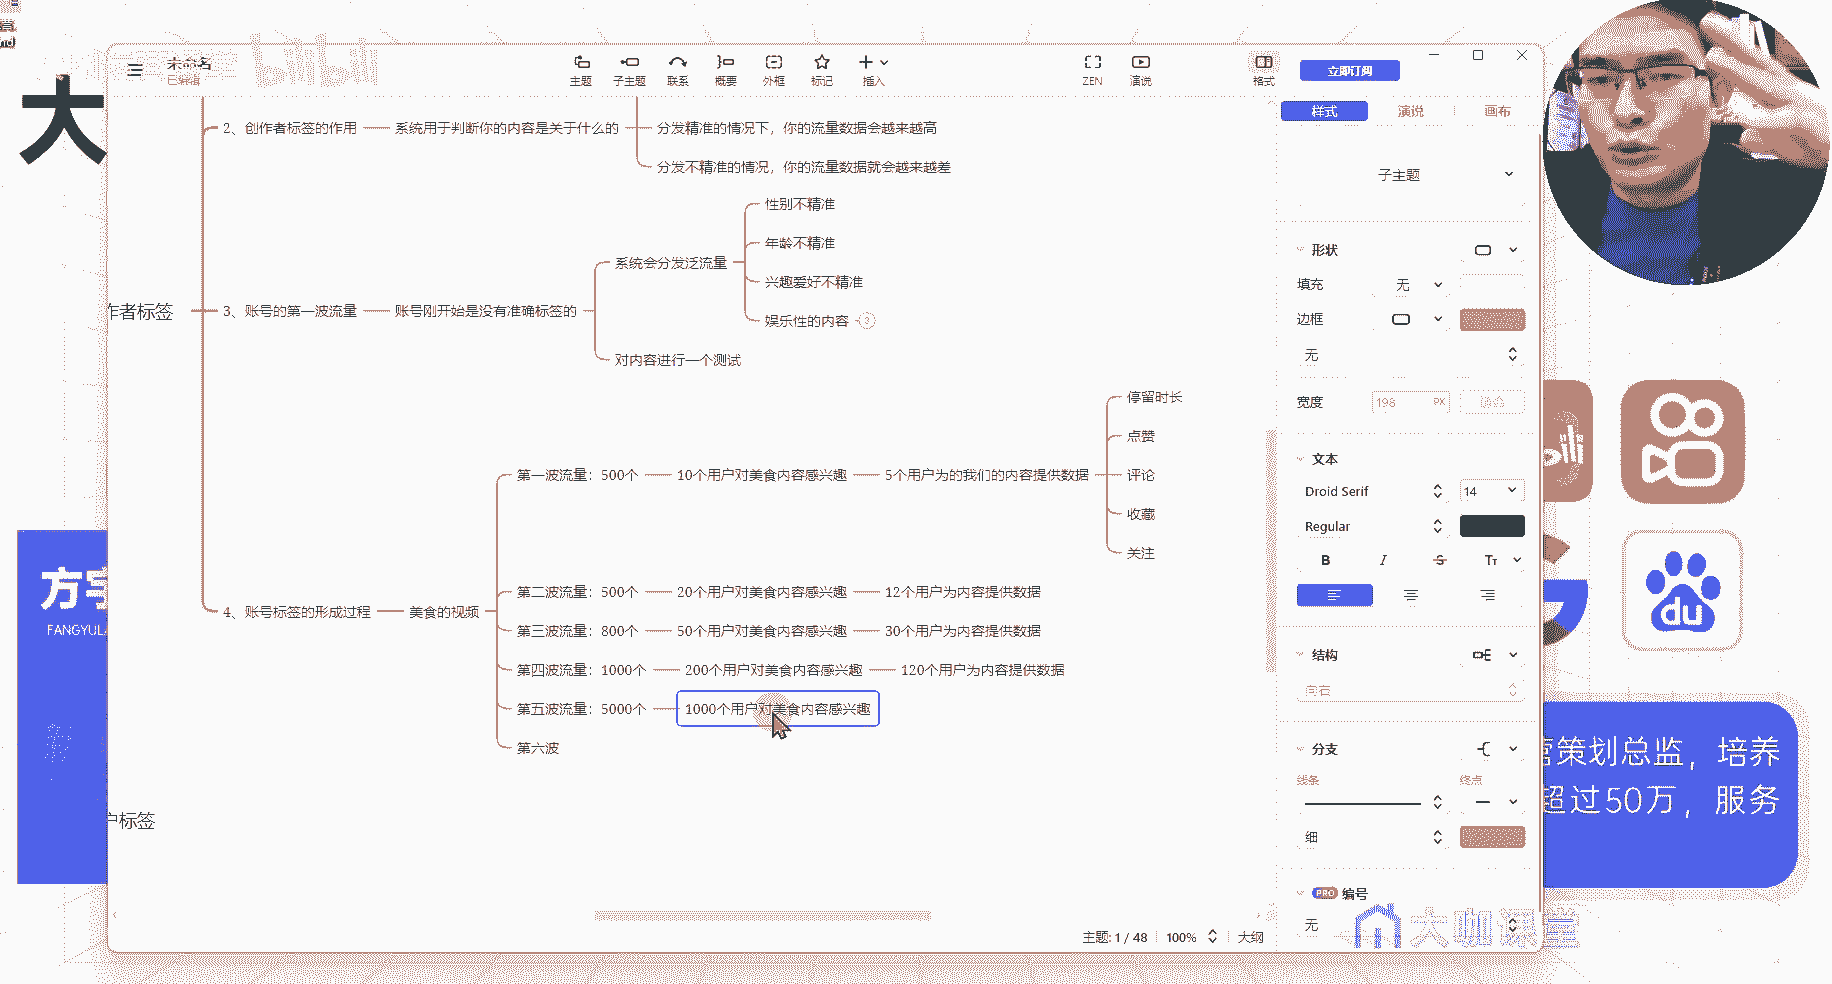 未命名
已编辑
bilibili
主题
子主题
联系
概要
外框
标记
插入
ZEN
演说
格式
立即订阅
大
样式
演说
画布
2、创作者标签的作用
系统用于判断你的内容是关于什么的
分发精准的情况下，你的流量数据会越来越高
分发不精准的情况，你的流量数据就会越来越差
作者标签
3、账号的第一波流量
账号刚开始是没有准确标签的
系统会分发泛流量
性别不精准
年龄不精准
兴趣爱好不精准
娱乐性的内容
对内容进行一个测试
4、账号标签的形成过程
美食的视频
第一波流量：500个
10个用户对美食内容感兴趣
5个用户为的我们的内容提供数据
停留时长
点赞
评论
收藏
关注
第二波流量：500个
20个用户对美食内容感兴趣
12个用户为内容提供数据
第三波流量：800个
50个用户对美食内容感兴趣
30个用户为内容提供数据
第四波流量：1000个
200个用户对美食内容感兴趣
120个用户为内容提供数据
第五波流量：5000个
1000个用户对美食内容感兴趣
第六波
户标签
子主题
形状
填充
无
边框
无
宽度
198
PX
文本
Droid Serif
14
Regular
B
I
S
Tт
结构
向右
分支
线条
终点
细
PRO
编号
无
主题: 1 / 48
100%
大纲
方宇
FANGYUL
du
营策划总监，培养
超过50万，服务
大咖课堂